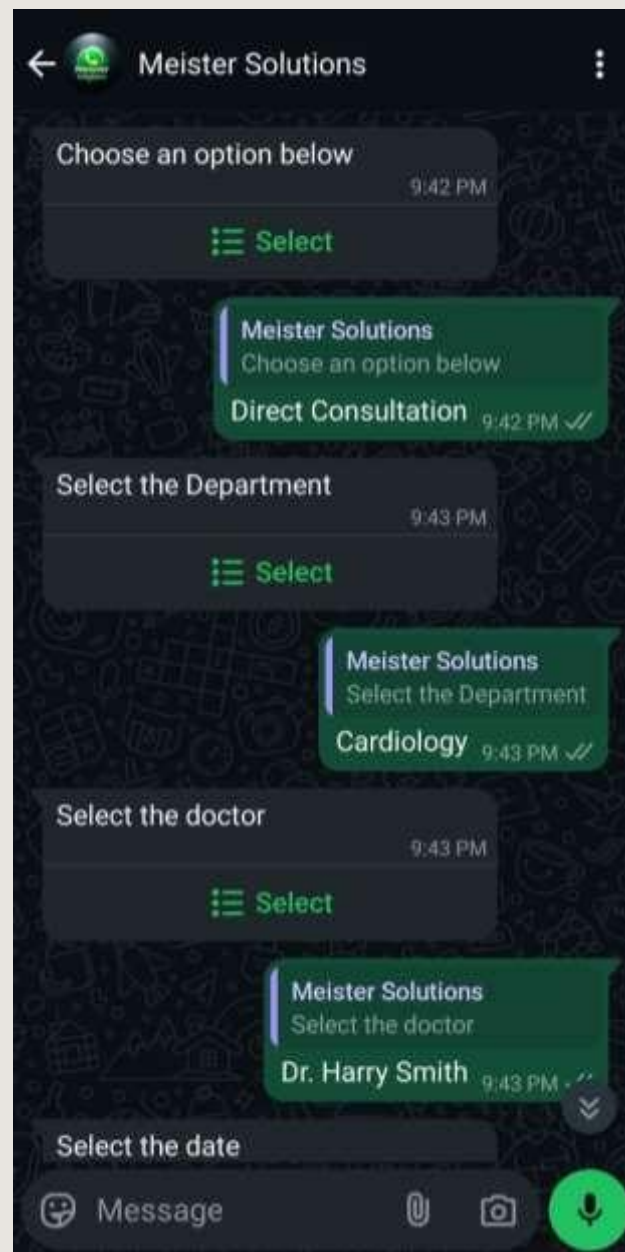 Meister Solutions
Choose an option below
9:42 PM
Select
Meister Solutions
Choose an option below
Direct Consultation 9:42 PM
Select the Department
9:43 PM
Select
Meister Solutions
Select the Department
Cardiology 9:43 PM
Select the doctor
9:43 PM
Select
Meister Solutions
Select the doctor
Dr. Harry Smith 9:43 PM
Select the date
Message